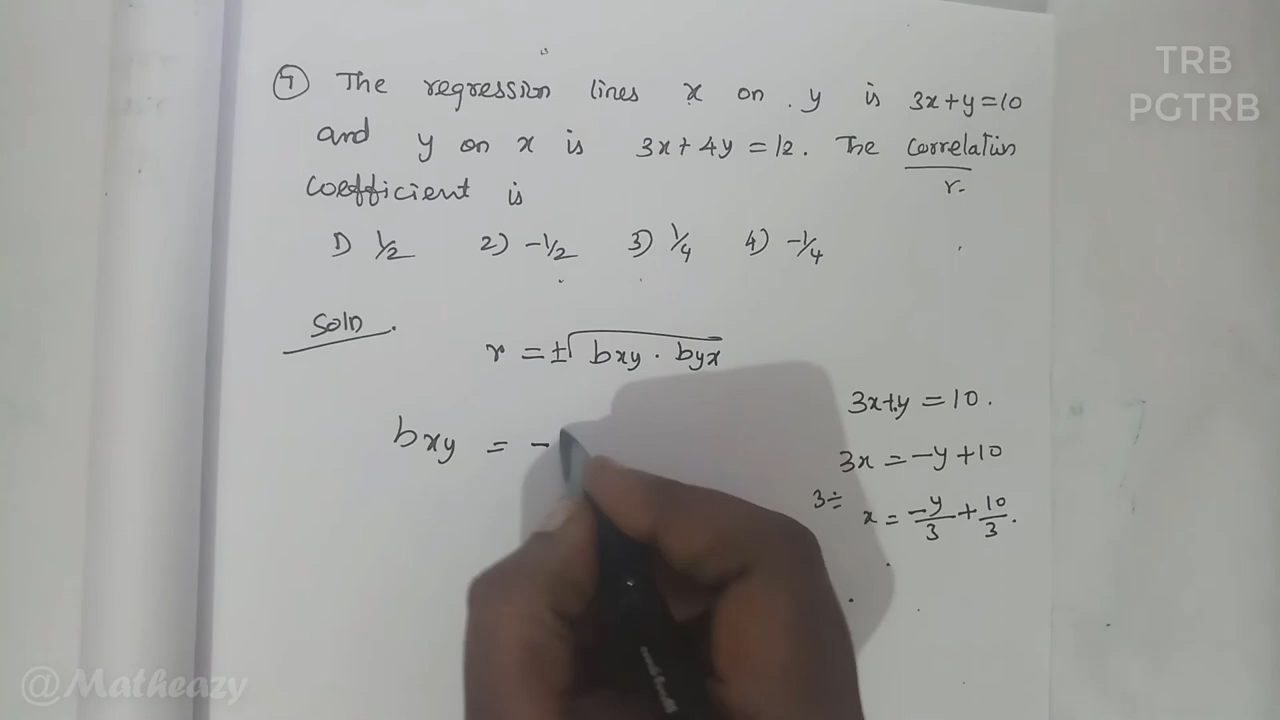 TRB
PGTRB
7 The regression lines x on y is 3x+y=10
and y on x is 3x+4y=12. The correlation
r.
coefficient is
1) 1/2 2) -1/2 3) 1/4 4) -1/4
Soln.
r = ±√bxy . byx
bxy = -
3x+y = 10.
3x = -y+10
3÷ x = -y/3 + 10/3.
@Matheazy